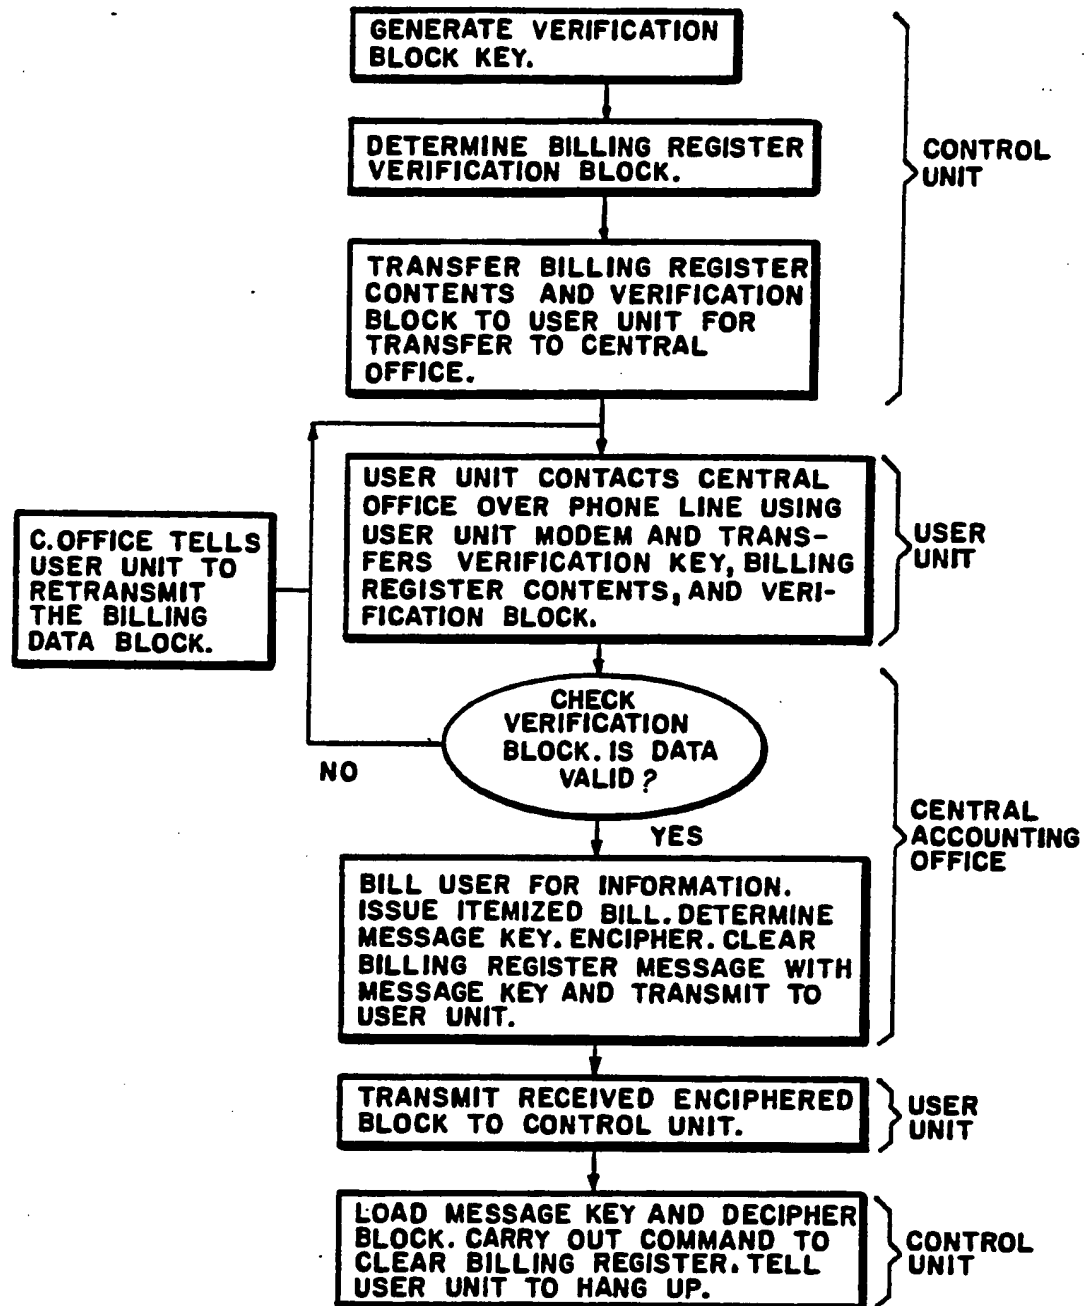 GENERATE VERIFICATION
BLOCK KEY.
DETERMINE BILLING REGISTER
VERIFICATION BLOCK.
TRANSFER BILLING REGISTER
CONTENTS AND VERIFICATION
BLOCK TO USER UNIT FOR
TRANSFER TO CENTRAL
OFFICE.
CONTROL
UNIT
USER UNIT CONTACTS CENTRAL
OFFICE OVER PHONE LINE USING
USER UNIT MODEM AND TRANS-
FERS VERIFICATION KEY, BILLING
REGISTER CONTENTS, AND VERI-
FICATION BLOCK.
USER
UNIT
C.OFFICE TELLS
USER UNIT TO
RETRANSMIT
THE BILLING
DATA BLOCK.
CHECK
VERIFICATION
BLOCK. IS DATA
VALID?
NO
YES
BILL USER FOR INFORMATION.
ISSUE ITEMIZED BILL. DETERMINE
MESSAGE KEY. ENCIPHER. CLEAR
BILLING REGISTER MESSAGE WITH
MESSAGE KEY AND TRANSMIT TO
USER UNIT.
CENTRAL
ACCOUNTING
OFFICE
TRANSMIT RECEIVED ENCIPHERED
BLOCK TO CONTROL UNIT.
USER
UNIT
LOAD MESSAGE KEY AND DECIPHER
BLOCK. CARRY OUT COMMAND TO
CLEAR BILLING REGISTER. TELL
USER UNIT TO HANG UP.
CONTROL
UNIT